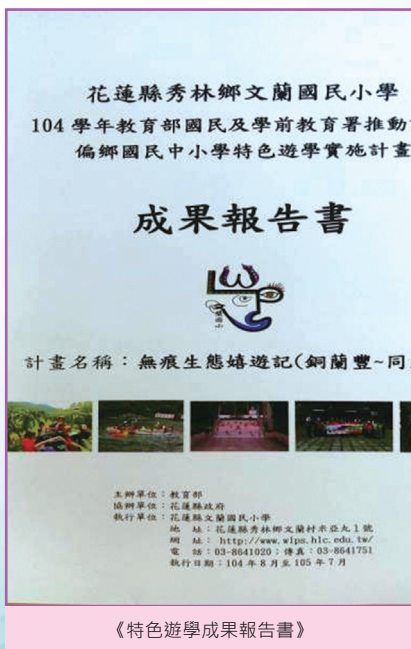 花蓮縣秀林鄉文蘭國民小學
104 學年教育部國民及學前教育署推動
偏鄉國民中小學特色遊學實施計畫
成果報告書
文蘭國小
計畫名稱：無痕生態嬉遊記(銅蘭豐~同
主辦單位：教育部
協辦單位：花蓮縣政府
執行單位：花蓮縣文蘭國民小學
地 址：花蓮縣秀林鄉文蘭村米亞丸 1 號
網 址： http://www.wlps.hlc.edu.tw/
電 話：03-8641020；傳真：03-8641751
執行日期：104 年 8 月至 105 年 7 月
《特色遊學成果報告書》